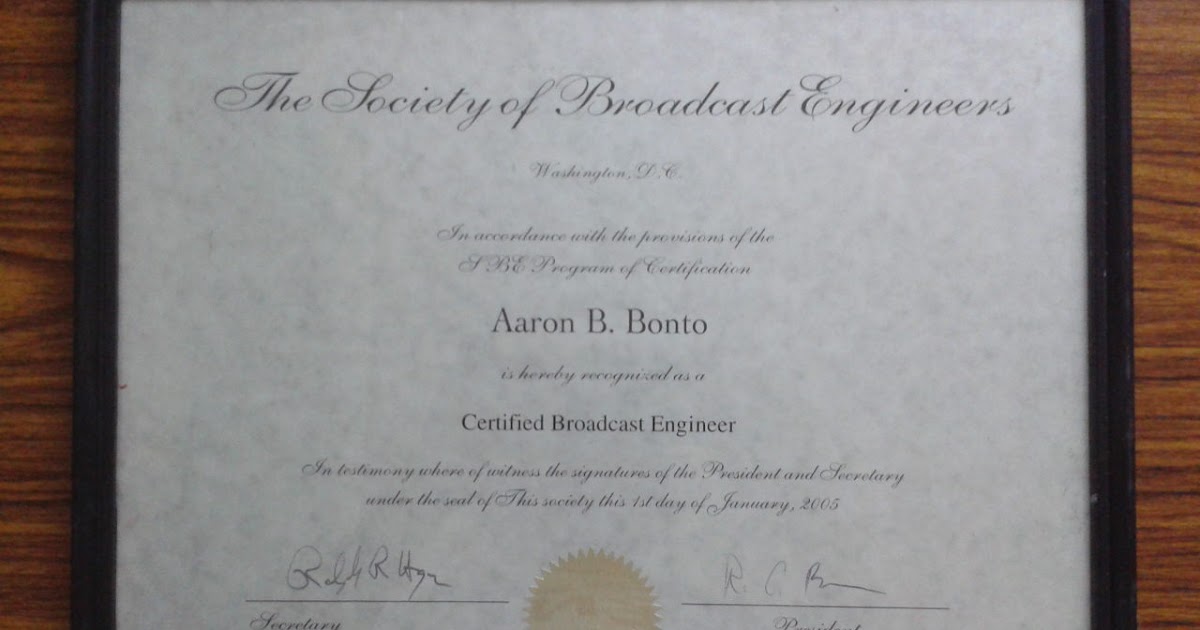 The Society of Broadcast Engineers
Washington, D.C.
In accordance with the provisions of the
SBE Program of Certification
Aaron B. Bonto
is hereby recognized as a
Certified Broadcast Engineer
In testimony where of witness the signatures of the President and Secretary
under the seal of This society this 1st day of January, 2005
Secretary President